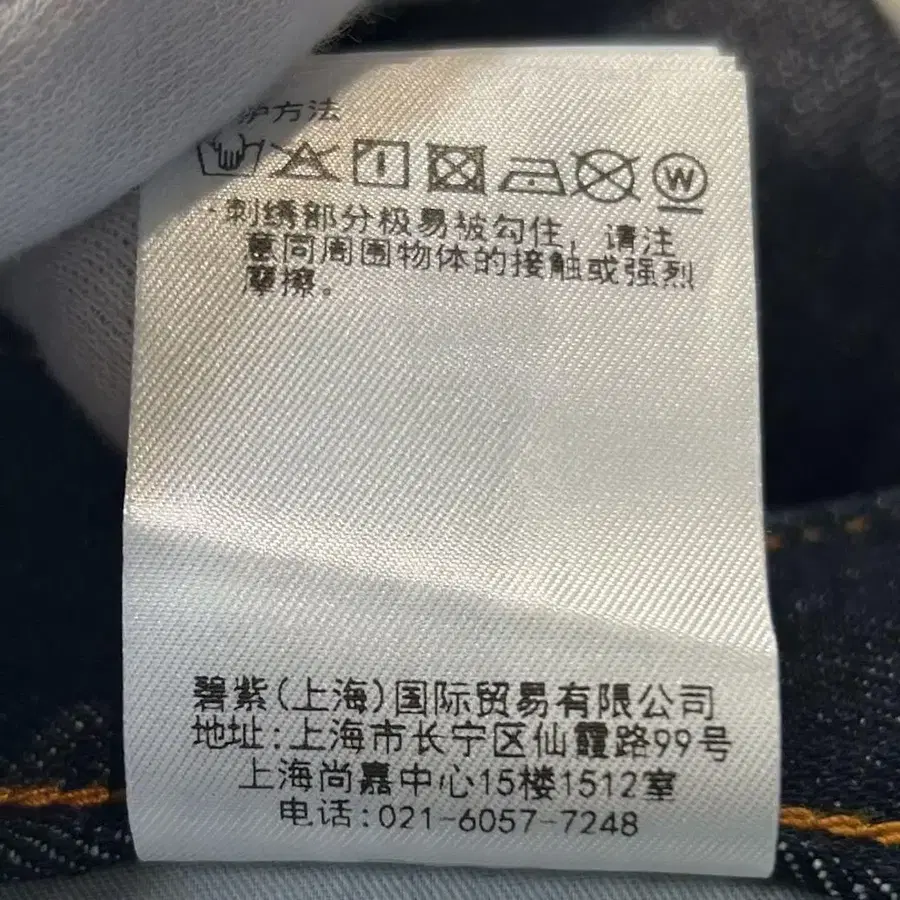 护方法
W
·刺绣部分极易被勾住，请注
意同周围物体的接触或强烈
摩擦。
碧紫(上海)国际贸易有限公司
地址:上海市长宁区仙霞路99号
上海尚嘉中心15楼1512室
电话:021-6057-7248